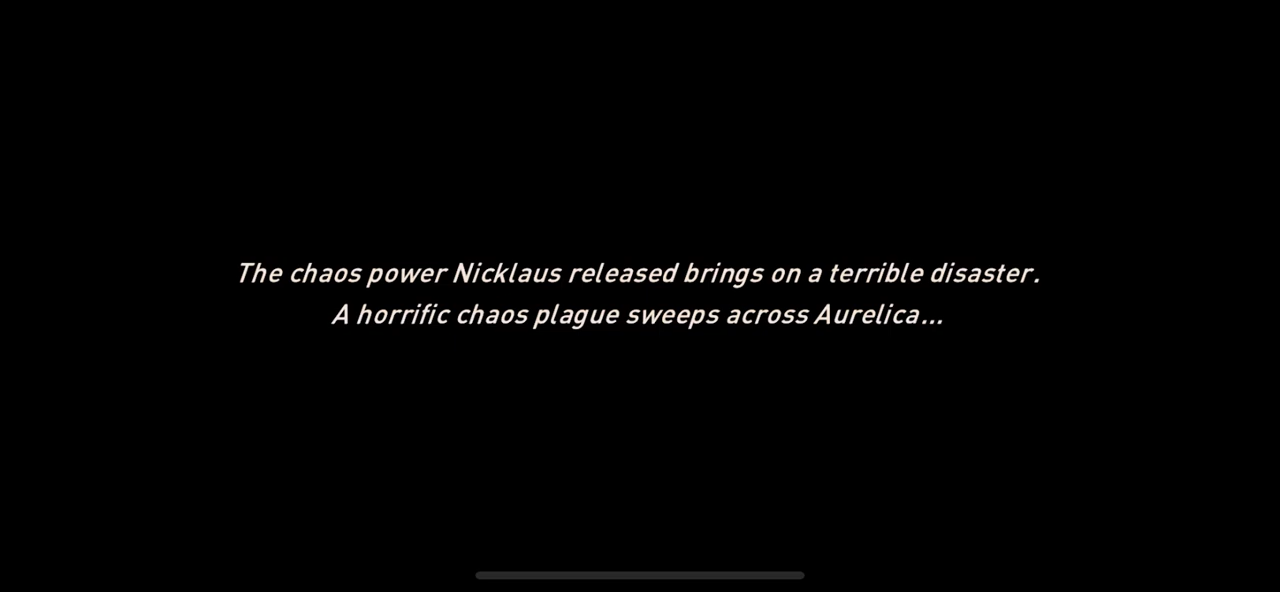 The chaos power Nicklaus released brings on a terrible disaster.
A horrific chaos plague sweeps across Aurelica...